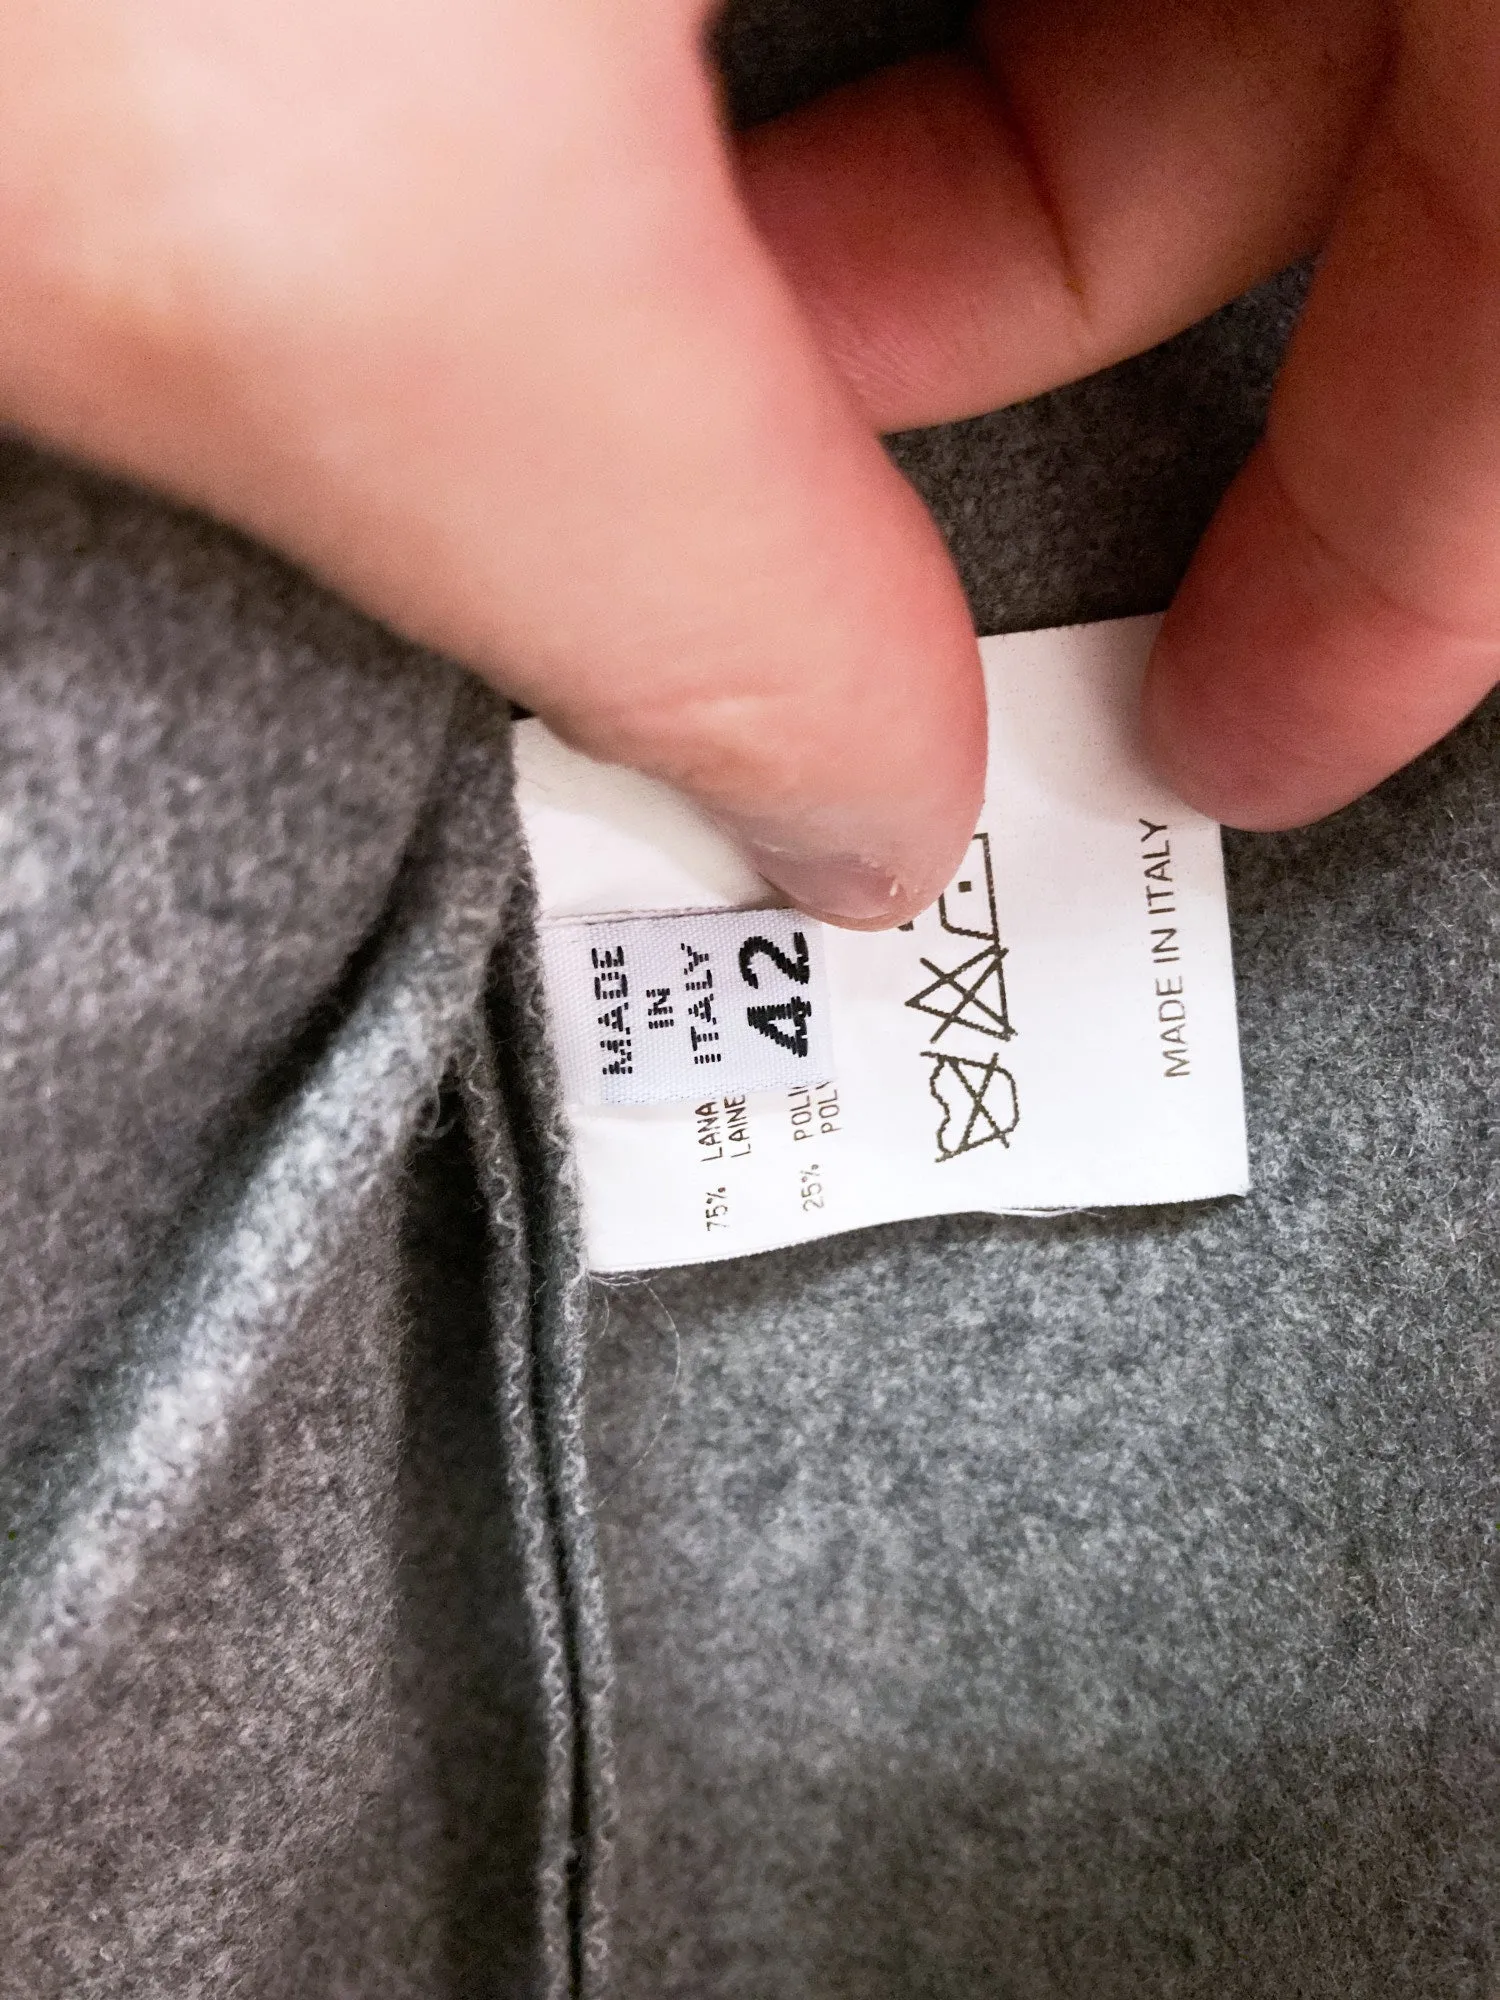 MADE
IN
ITALY
42
75% LANA
LAINE
25%
MADE IN ITALY